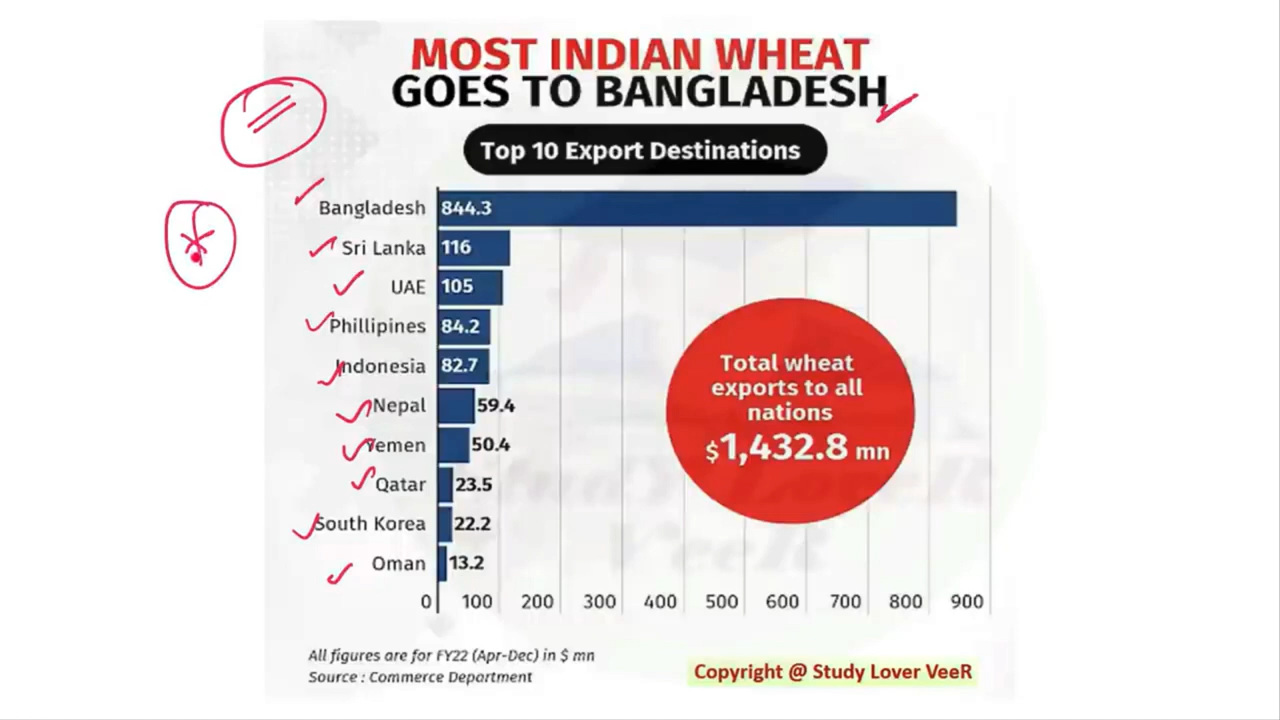 MOST INDIAN WHEAT
GOES TO BANGLADESH
Top 10 Export Destinations
Bangladesh 844.3
Sri Lanka 116
UAE 105
Phillipines 84.2
Indonesia 82.7
Nepal 59.4
Yemen 50.4
Qatar 23.5
South Korea 22.2
Oman 13.2
Total wheat
exports to all
nations
$1,432.8 mn
0 100 200 300 400 500 600 700 800 900
All figures are for FY22 (Apr-Dec) in $ mn
Source : Commerce Department
Copyright @ Study Lover VeeR
StudY LoveR
VeeR